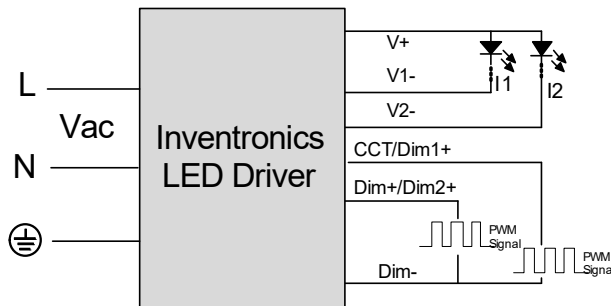 L
Vac
N
Inventronics
LED Driver
V+
V1-
V2-
I1
I2
CCT/Dim1+
Dim+/Dim2+
PWM
Signal
PWM
Signal
Dim-